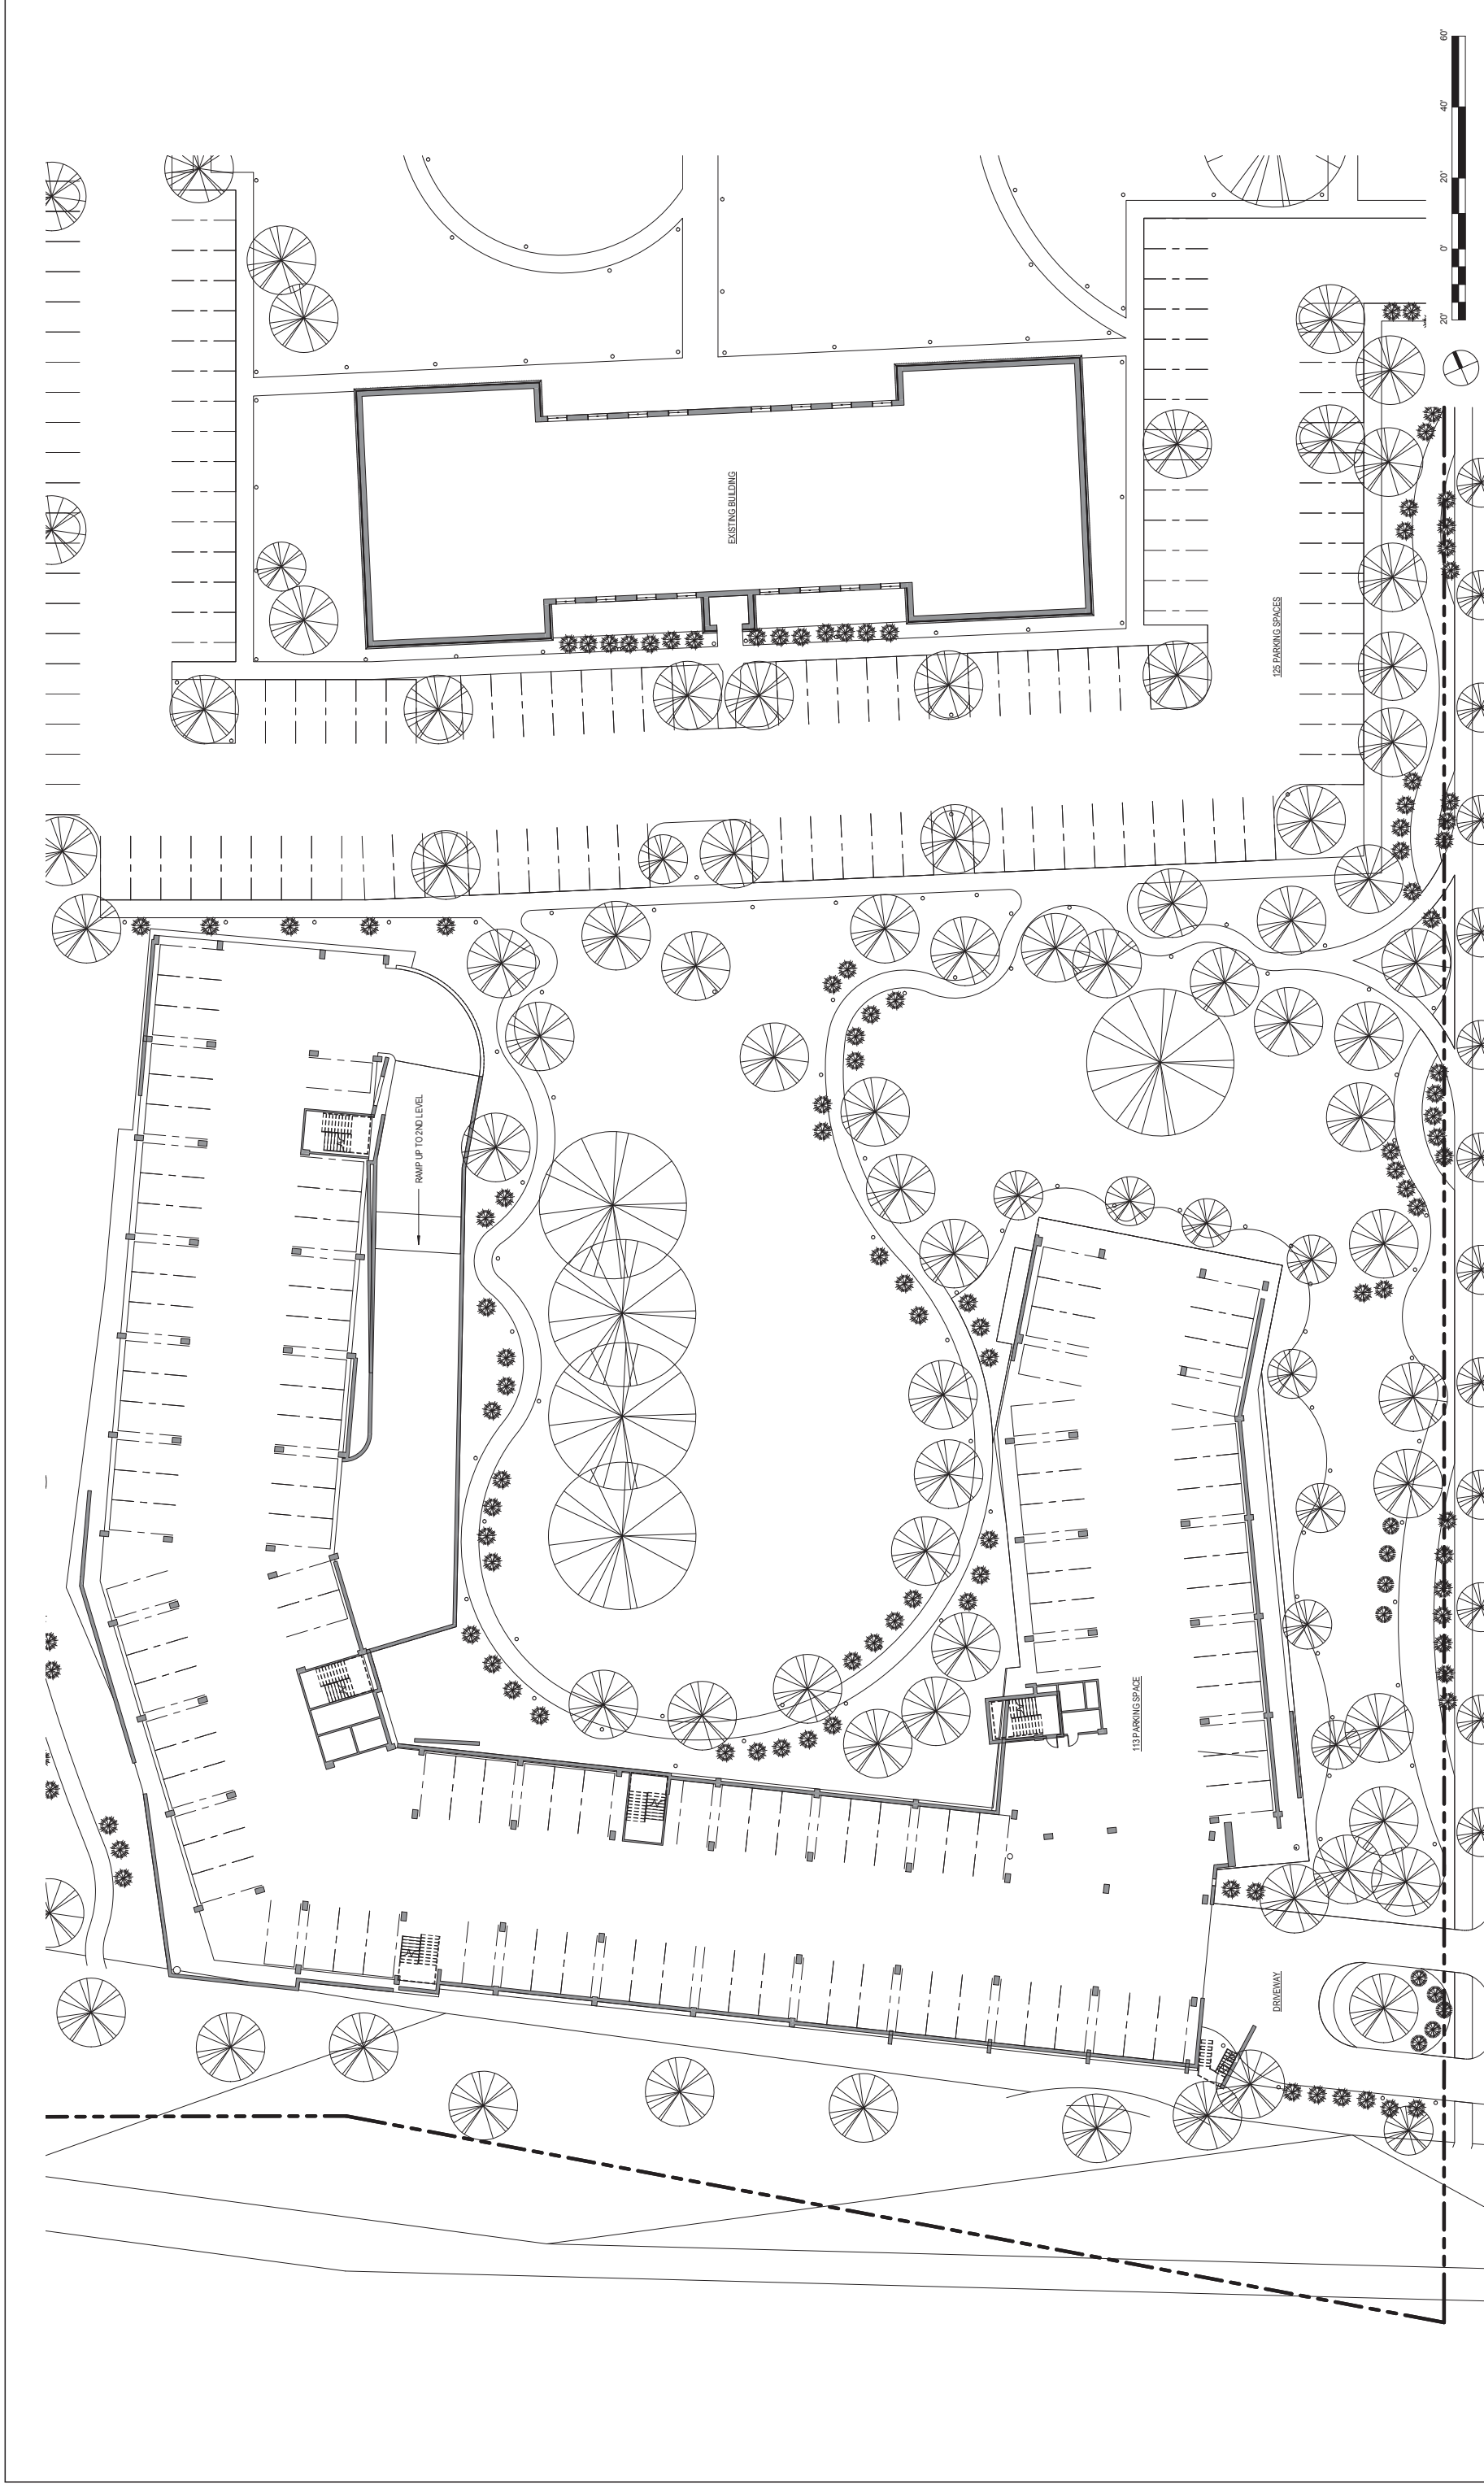 60'
40'
20'
0'
20'
EXISTING BUILDING
125 PARKING SPACES
RAMP UP TO 2ND LEVEL
113 PARKING SPACE
DRIVEWAY